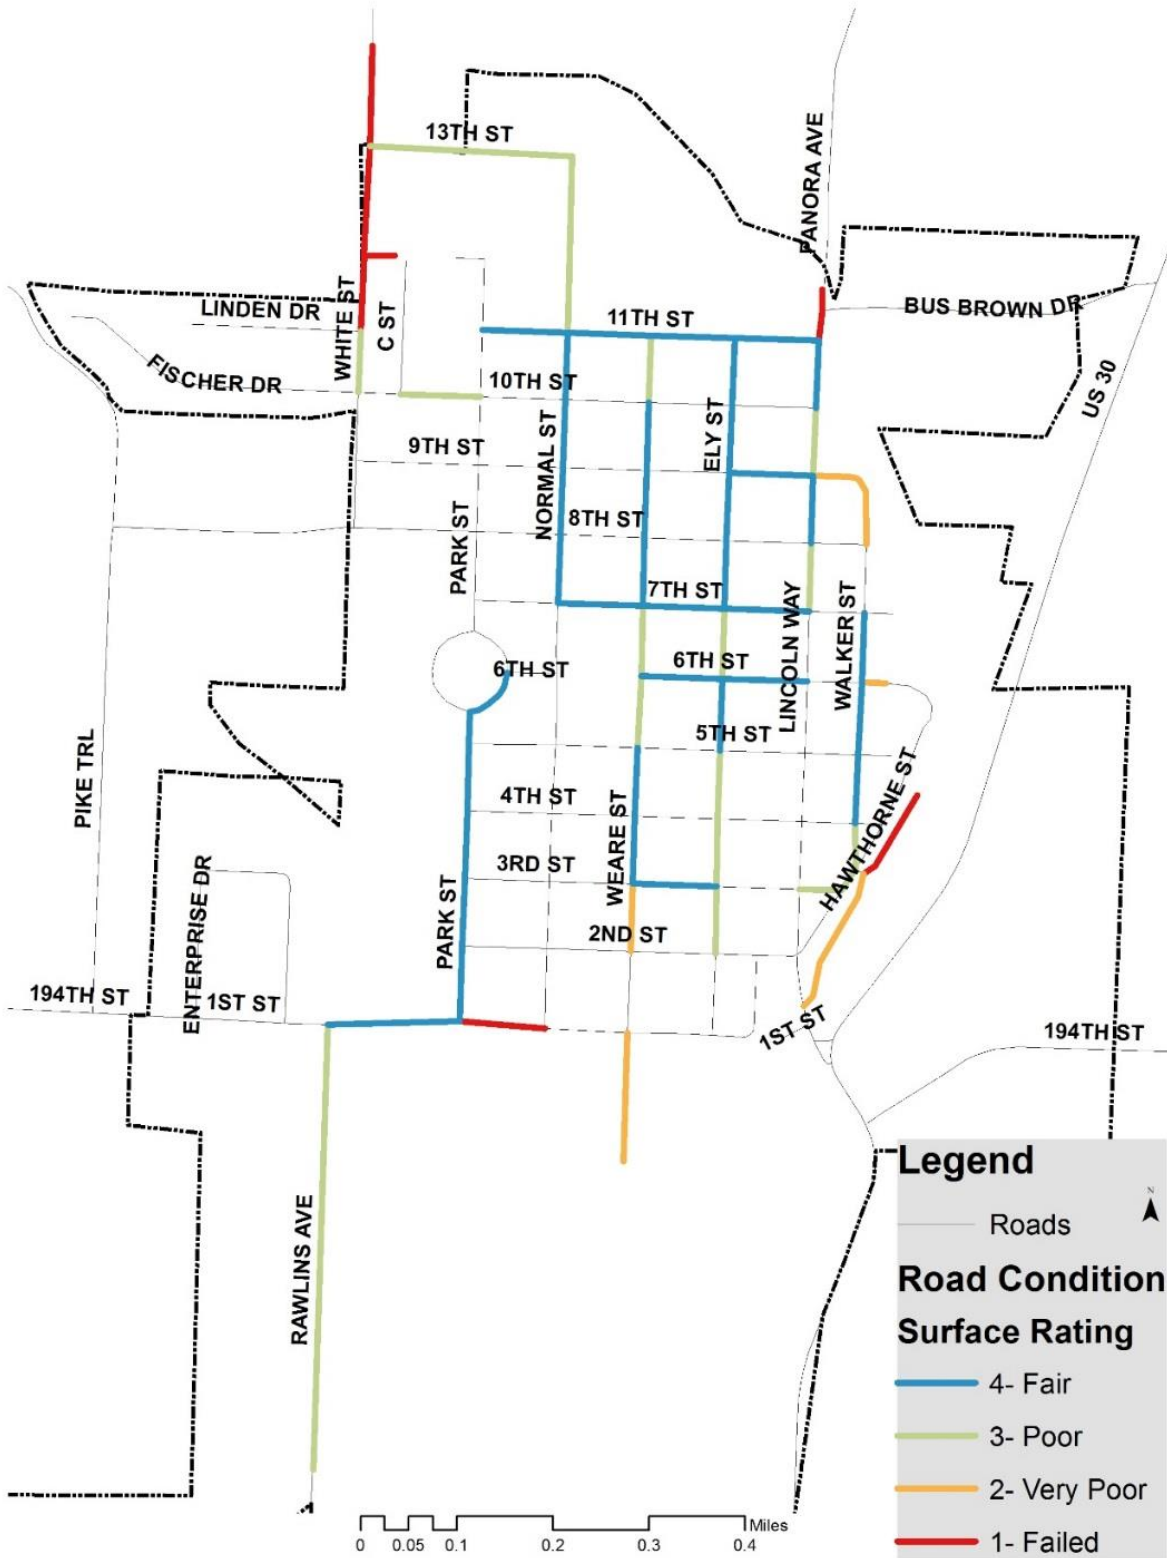 13TH ST
PANORA AVE
LINDEN DR
WHITE ST
C ST
11TH ST
BUS BROWN DR
FISCHER DR
10TH ST
US 30
9TH ST
NORMAL ST
ELY ST
8TH ST
PARK ST
7TH ST
LINCOLN WAY
WALKER ST
6TH ST
6TH ST
5TH ST
PIKE TRL
4TH ST
WEARE ST
HAWTHORNE ST
3RD ST
ENTERPRISE DR
PARK ST
2ND ST
194TH ST
1ST ST
1ST ST
194TH ST
RAWLINS AVE
Legend
N
Roads
Road Condition
Surface Rating
4- Fair
3- Poor
2- Very Poor
1- Failed
Miles
0 0.05 0.1 0.2 0.3 0.4